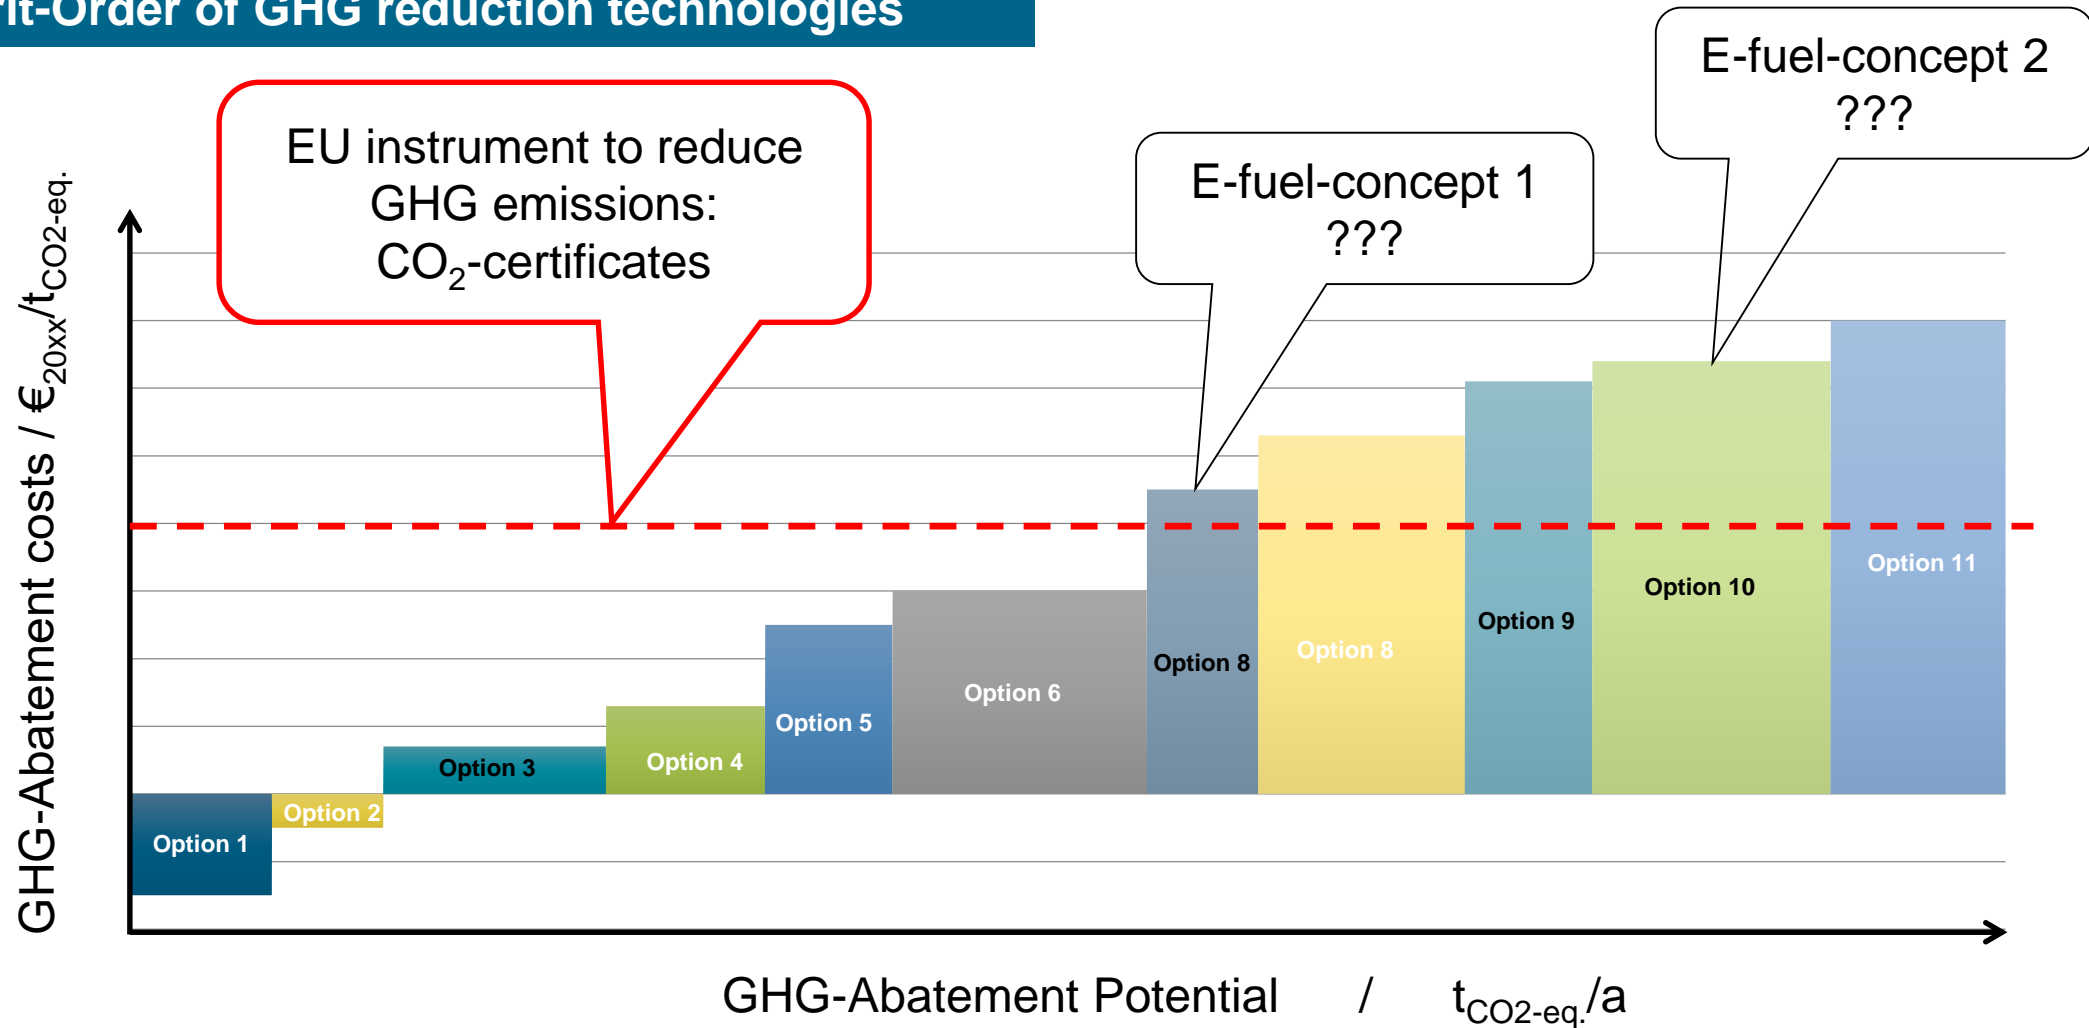 rit-Order of GHG reduction technologies
E-fuel-concept 2
???
EU instrument to reduce
GHG emissions:
CO₂-certificates
E-fuel-concept 1
???
GHG-Abatement costs / €20xx/tCO2-eq.
Option 11
Option 10
Option 9
Option 8
Option 8
Option 6
Option 5
Option 4
Option 3
Option 2
Option 1
GHG-Abatement Potential / tCO2-eq./a